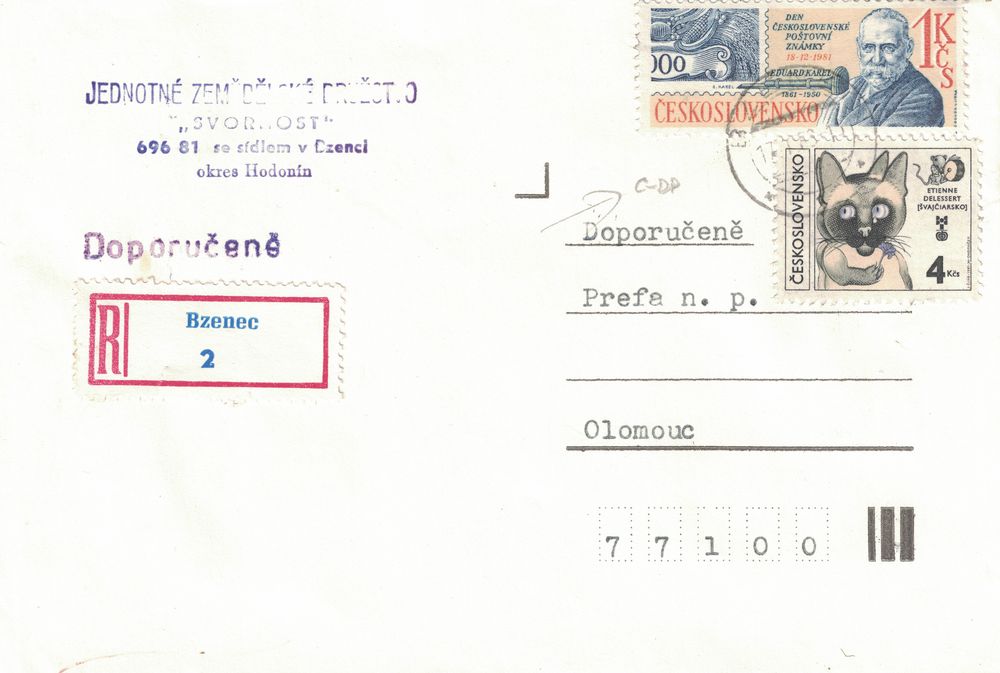 JEDNOTNÉ ZEMĚDĚLSKÉ DRUŽSTVO
"SVORNOST"
696 81 se sídlem v Bzenci
okres Hodonín
Doporučeně
R
Bzenec
2
000
DEN
ČESKOSLOVENSKÉ
POŠTOVNÍ
ZNÁMKY
18·12·1981
EDUARD KAREL
1861–1950
E. KAREL
1 KČS
ČESKOSLOVENSKO
ČESKOSLOVENSKO
ETIENNE
DELESSERT
[ŠVAJČIARSKO]
4 Kčs
C-DP
Doporučeně
Prefa n. p.
Olomouc
7 7 1 0 0